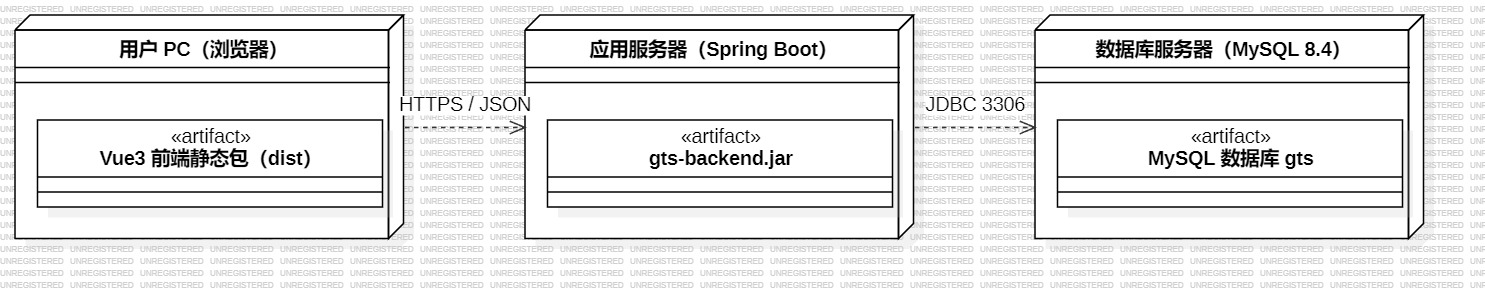 用户 PC（浏览器）
«artifact»
Vue3 前端静态包（dist）
HTTPS / JSON
应用服务器（Spring Boot）
«artifact»
gts-backend.jar
JDBC 3306
数据库服务器（MySQL 8.4）
«artifact»
MySQL 数据库 gts
UNREGISTERED